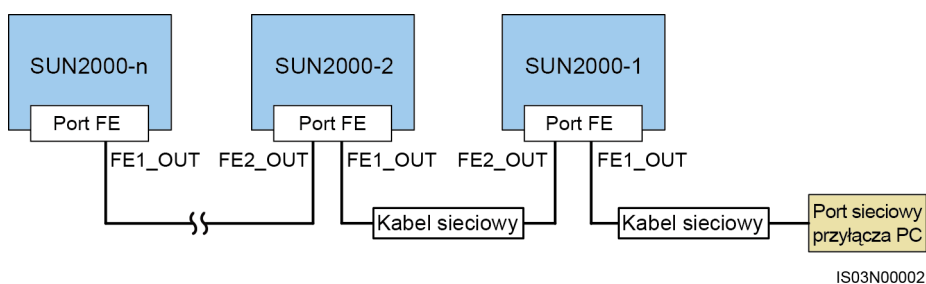 SUN2000-n
SUN2000-2
SUN2000-1
Port FE
Port FE
Port FE
FE1_OUT
FE2_OUT
FE1_OUT
FE2_OUT
FE1_OUT
Kabel sieciowy
Kabel sieciowy
Port sieciowy
przyłącza PC
IS03N00002